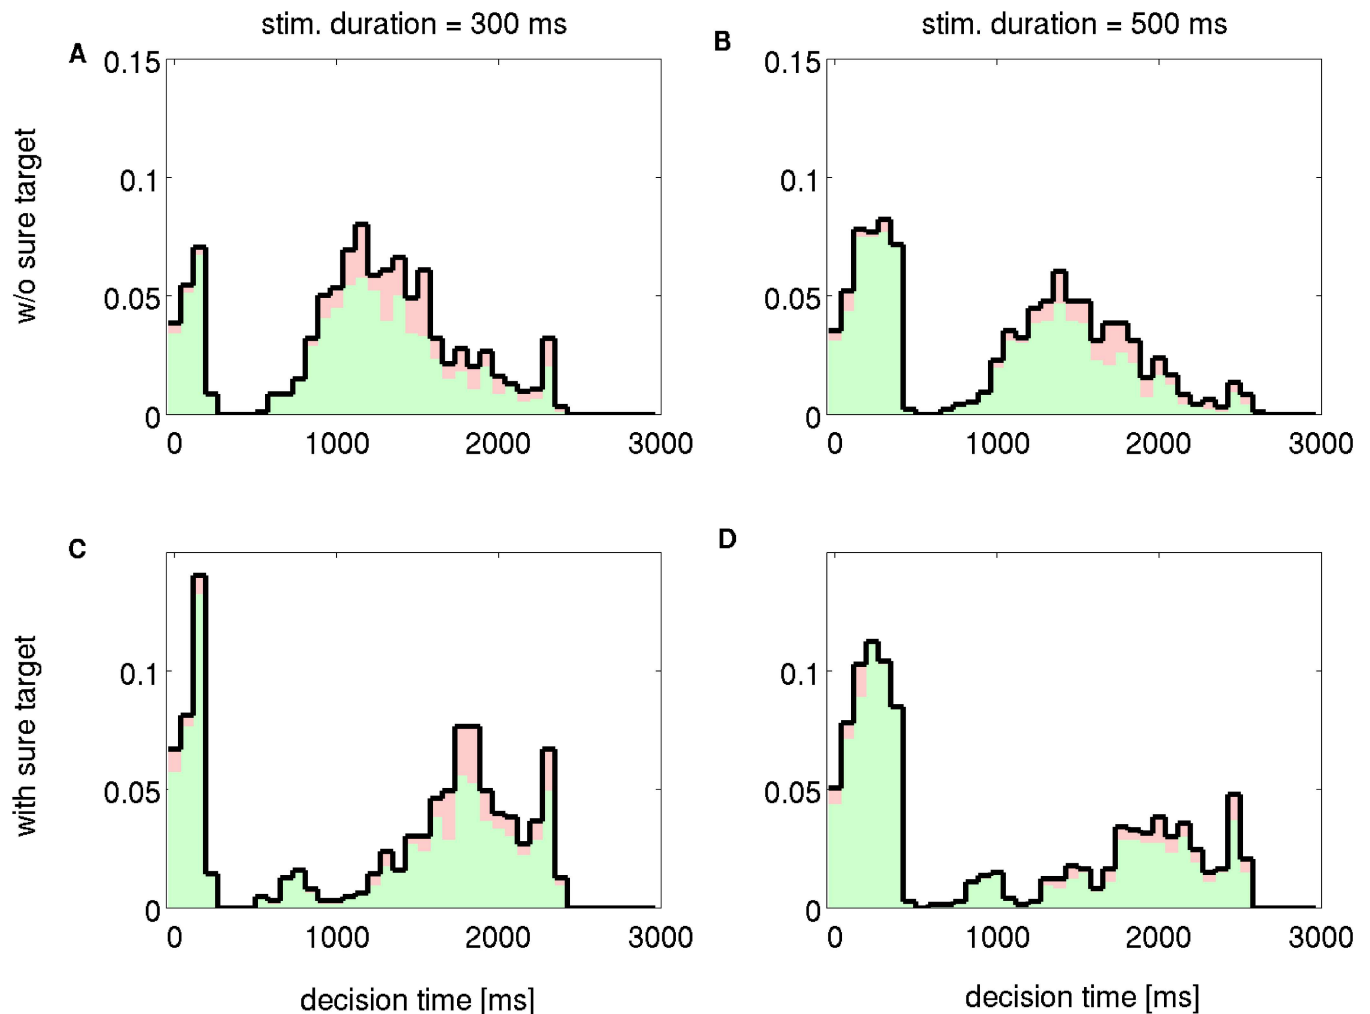 stim. duration = 300 ms
stim. duration = 500 ms
A
B
w/o sure target
0.15
0.1
0.05
0
0 1000 2000 3000
0.15
0.1
0.05
0
0 1000 2000 3000
C
D
with sure target
0.1
0.05
0
0 1000 2000 3000
0.1
0.05
0
0 1000 2000 3000
decision time [ms]
decision time [ms]